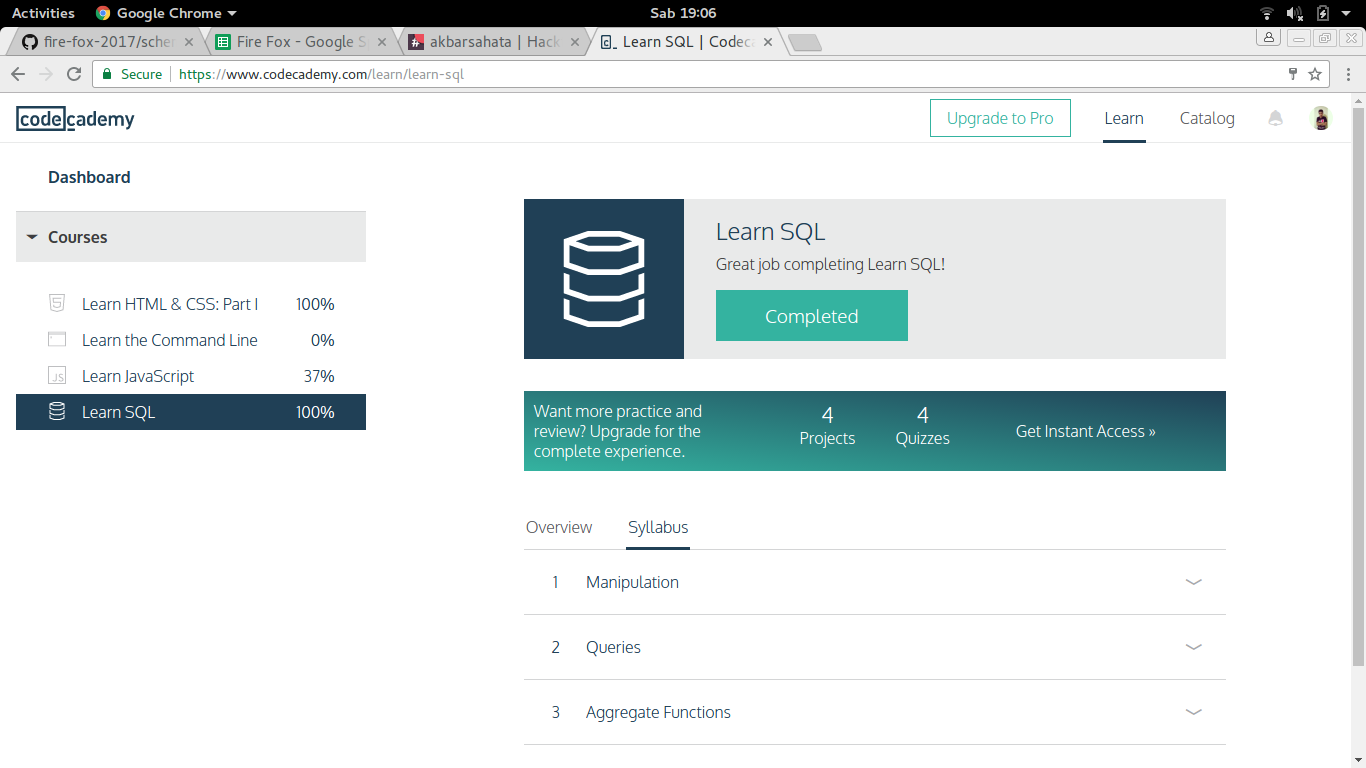 Activities
Google Chrome
Sab 19:06
fire-fox-2017/scher
Fire Fox - Google S
akbarsahata | Hack
Learn SQL | Codeca
Secure
https://www.codecademy.com/learn/learn-sql
codecademy
Upgrade to Pro
Learn
Catalog
Dashboard
Courses
Learn HTML & CSS: Part I 100%
Learn the Command Line 0%
JS Learn JavaScript 37%
Learn SQL 100%
Learn SQL
Great job completing Learn SQL!
Completed
Want more practice and
review? Upgrade for the
complete experience.
4
Projects
4
Quizzes
Get Instant Access »
Overview
Syllabus
1 Manipulation
2 Queries
3 Aggregate Functions